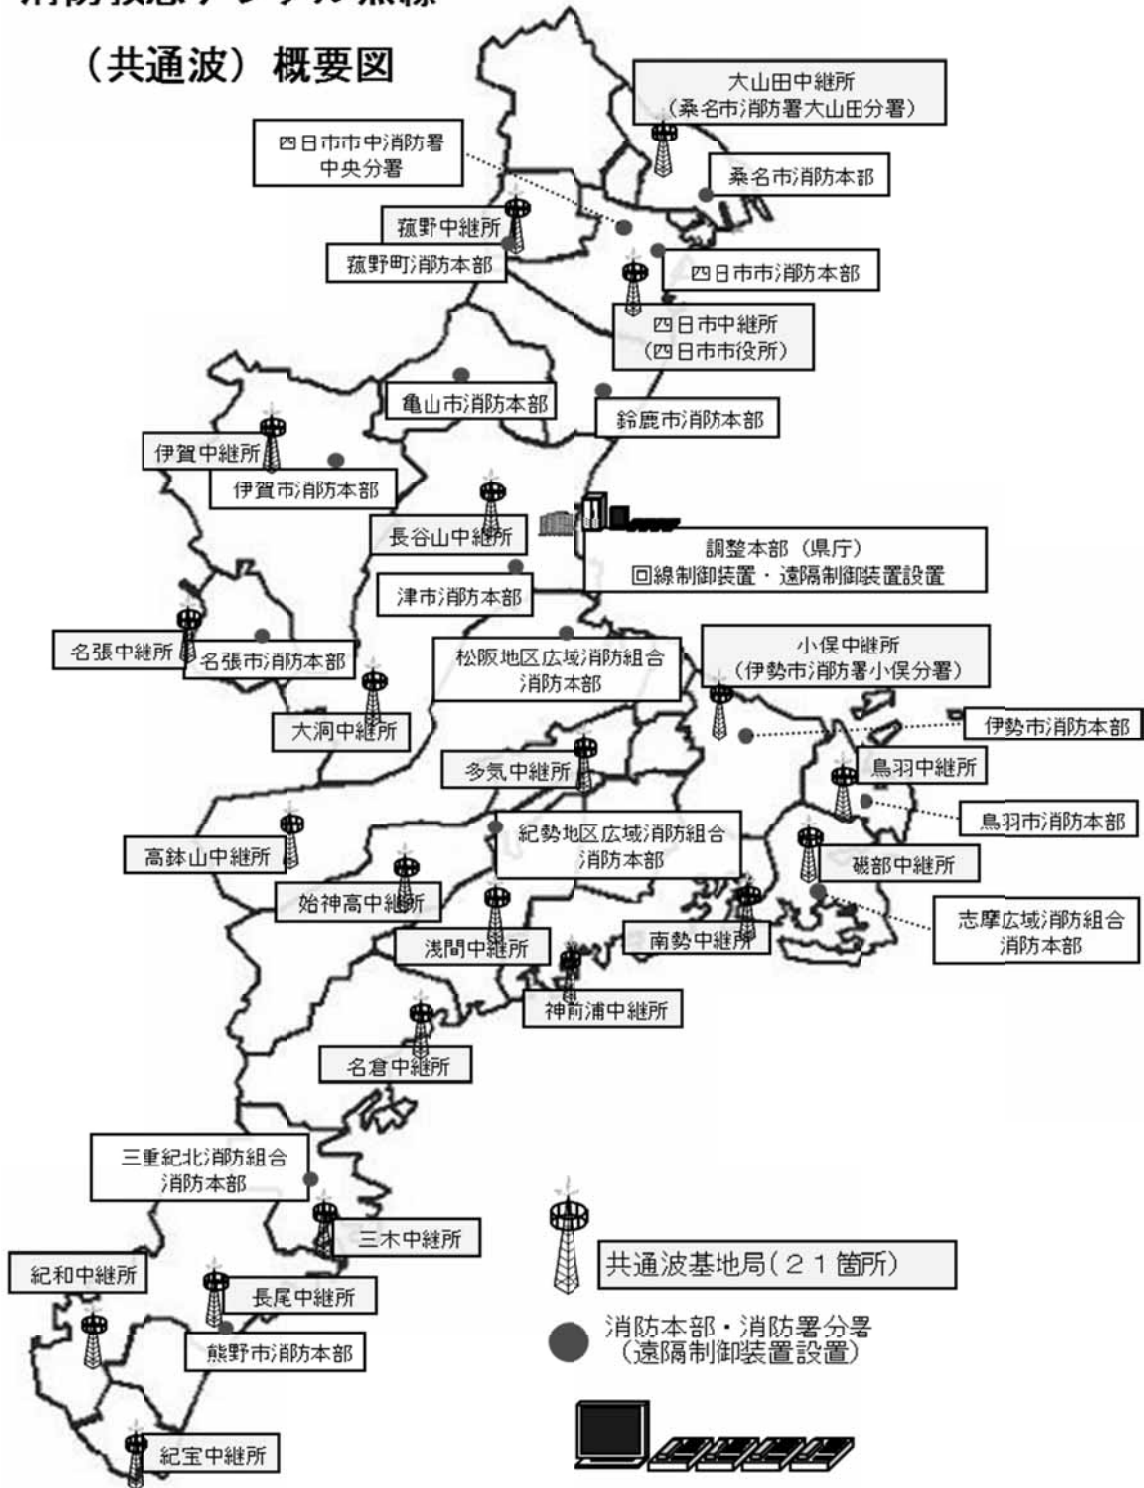 （共通波）概要図
大山田中継所
（桑名市消防署大山田分署）
四日市市中消防署
中央分署
桑名市消防本部
菰野中継所
菰野町消防本部
四日市市消防本部
四日市中継所
（四日市市役所）
亀山市消防本部
鈴鹿市消防本部
伊賀中継所
伊賀市消防本部
長谷山中継所
調整本部（県庁）
回線制御装置・遠隔制御装置設置
津市消防本部
名張中継所
名張市消防本部
松阪地区広域消防組合
消防本部
小俣中継所
（伊勢市消防署小俣分署）
大洞中継所
伊勢市消防本部
多気中継所
鳥羽中継所
鳥羽市消防本部
高鉢山中継所
紀勢地区広域消防組合
消防本部
磯部中継所
始神高中継所
浅間中継所
南勢中継所
志摩広域消防組合
消防本部
神前浦中継所
名倉中継所
三重紀北消防組合
消防本部
三木中継所
紀和中継所
長尾中継所
熊野市消防本部
紀宝中継所
共通波基地局（２１箇所）
消防本部・消防署分署
（遠隔制御装置設置）